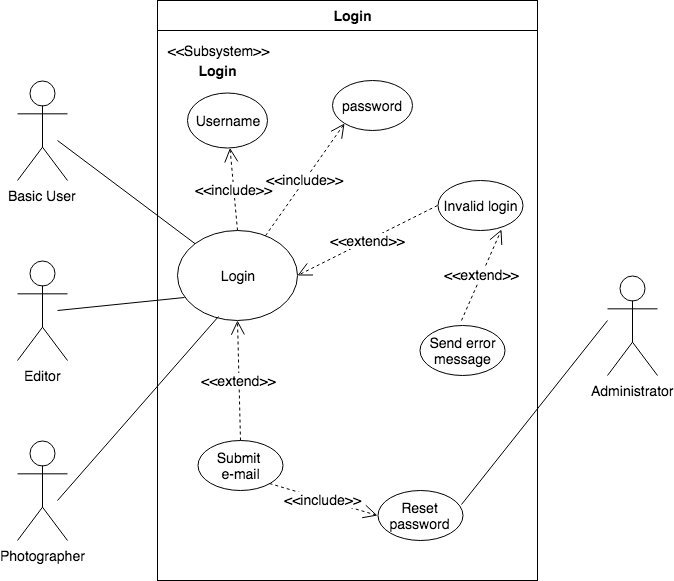 Login
<<Subsystem>>
Login
Username
password
Basic User
<<include>>
<<include>>
Invalid login
<<extend>>
Login
<<extend>>
Editor
Send error
message
Administrator
<<extend>>
Submit
e-mail
<<include>>
Reset
password
Photographer